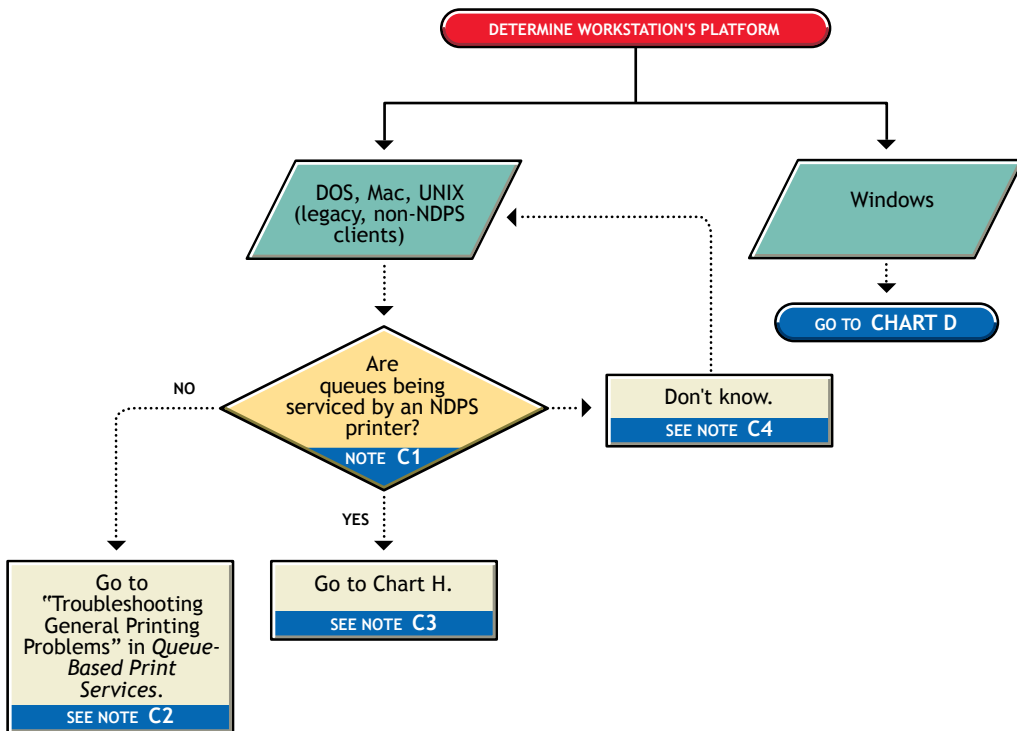 DETERMINE WORKSTATION'S PLATFORM
DOS, Mac, UNIX
(legacy, non-NDPS
clients)
Windows
GO TO CHART D
Are
queues being
serviced by an NDPS
printer?
NOTE C1
NO
Don't know.
SEE NOTE C4
YES
Go to
“Troubleshooting
General Printing
Problems” in Queue-
Based Print
Services.
SEE NOTE C2
Go to Chart H.
SEE NOTE C3